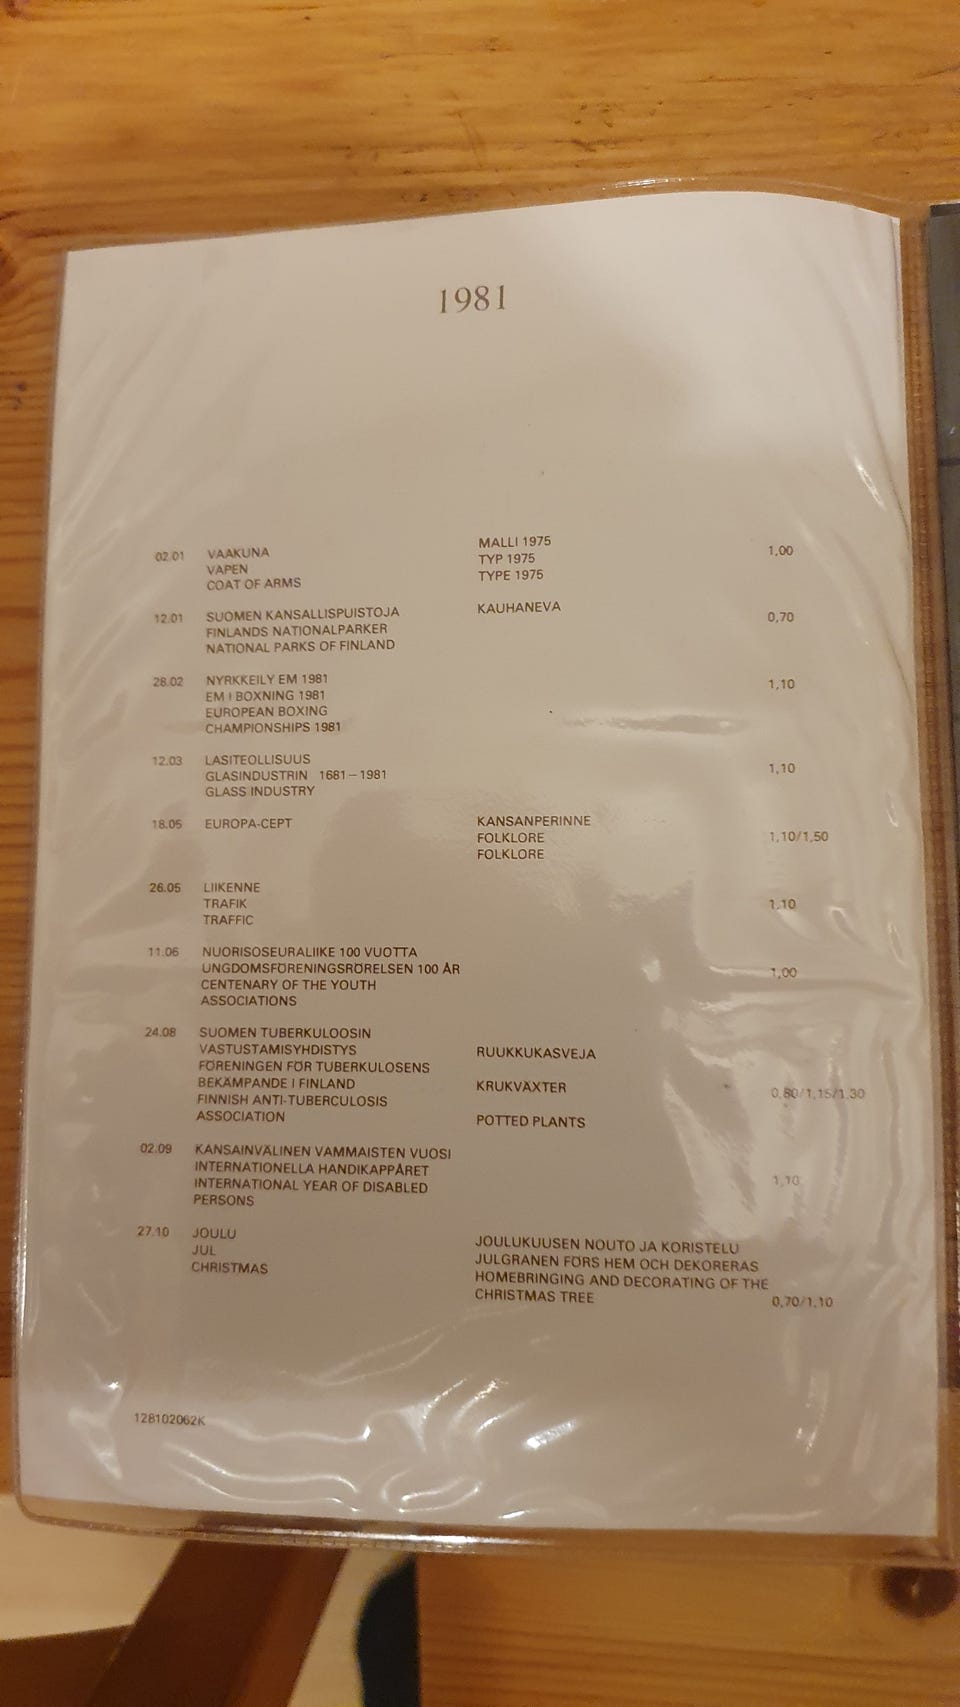 1981
02.01 VAAKUNA MALLI 1975 1,00
VAPEN TYP 1975
COAT OF ARMS TYPE 1975
12.01 SUOMEN KANSALLISPUISTOJA KAUHANEVA 0,70
FINLANDS NATIONALPARKER
NATIONAL PARKS OF FINLAND
28.02 NYRKKEILY EM 1981 1,10
EM I BOXNING 1981
EUROPEAN BOXING
CHAMPIONSHIPS 1981
12.03 LASITEOLLISUUS 1,10
GLASINDUSTRIN 1681–1981
GLASS INDUSTRY
18.05 EUROPA-CEPT KANSANPERINNE
FOLKLORE 1,10/1,50
FOLKLORE
26.05 LIIKENNE
TRAFIK 1,10
TRAFFIC
11.06 NUORISOSEURALIIKE 100 VUOTTA
UNGDOMSFÖRENINGSRÖRELSEN 100 ÅR 1,00
CENTENARY OF THE YOUTH
ASSOCIATIONS
24.08 SUOMEN TUBERKULOOSIN
VASTUSTAMISYHDISTYS RUUKKUKASVEJA
FÖRENINGEN FÖR TUBERKULOSENS
BEKÄMPANDE I FINLAND KRUKVÄXTER 0,80/1,15/1,30
FINNISH ANTI-TUBERCULOSIS
ASSOCIATION POTTED PLANTS
02.09 KANSAINVÄLINEN VAMMAISTEN VUOSI
INTERNATIONELLA HANDIKAPPÅRET
INTERNATIONAL YEAR OF DISABLED 1,10
PERSONS
27.10 JOULU JOULUKUUSEN NOUTO JA KORISTELU
JUL JULGRANEN FÖRS HEM OCH DEKORERAS
CHRISTMAS HOMEBRINGING AND DECORATING OF THE
CHRISTMAS TREE 0,70/1,10
128102062K